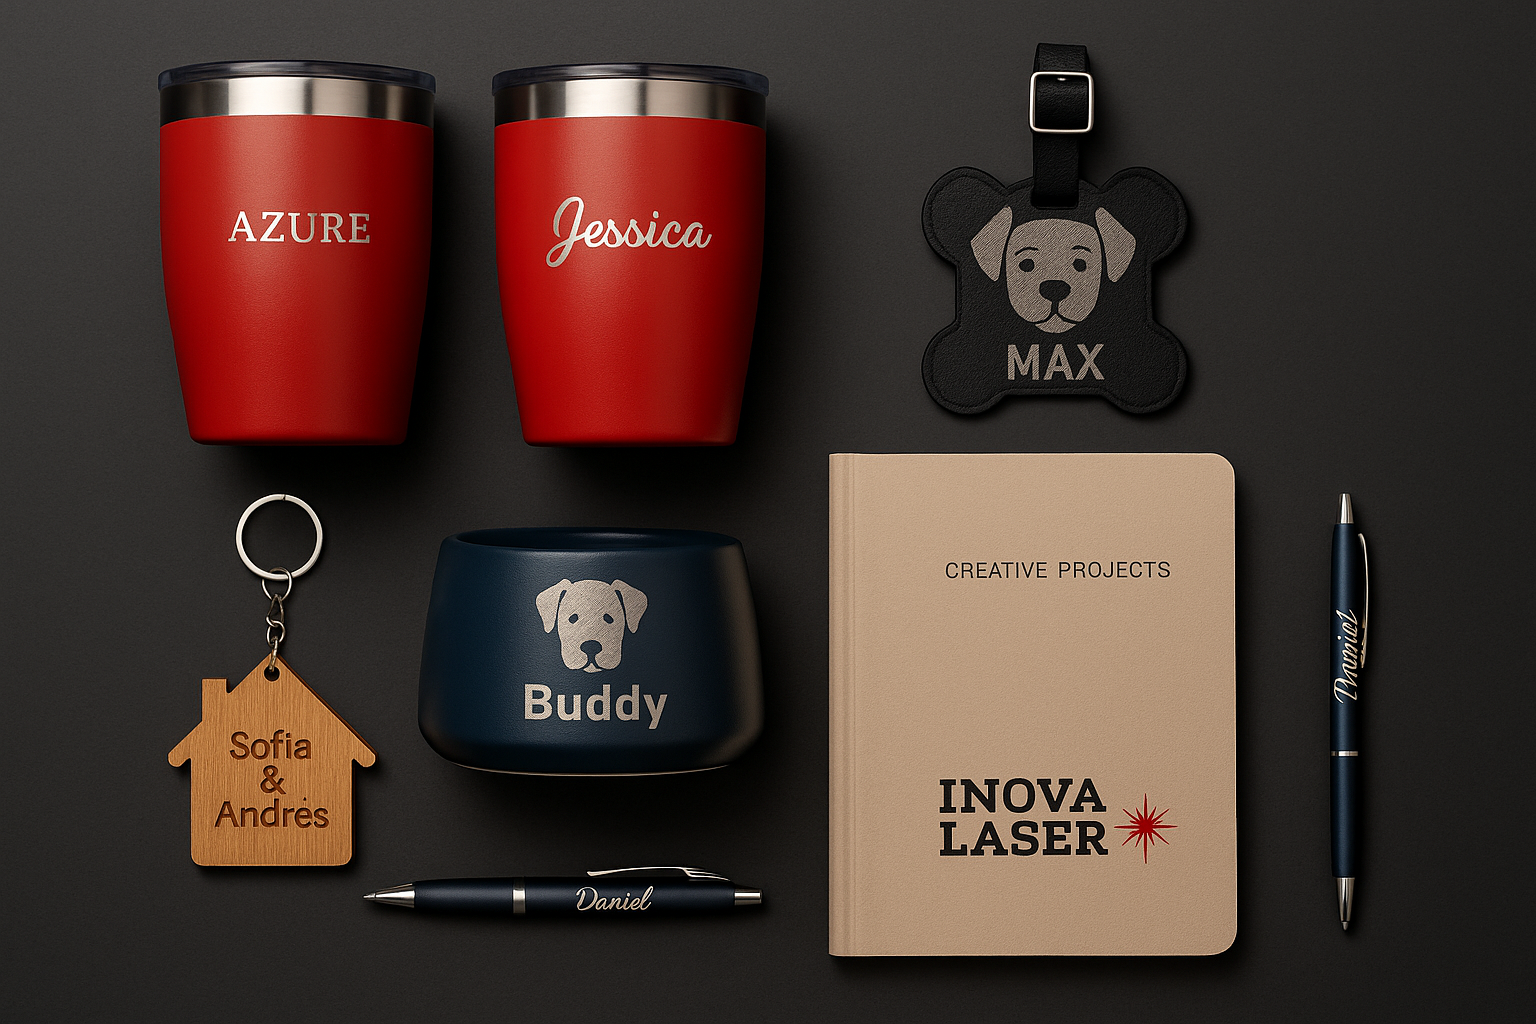 AZURE
Jessica
MAX
Sofia
&
Andrés
Buddy
Daniel
CREATIVE PROJECTS
INOVA
LASER